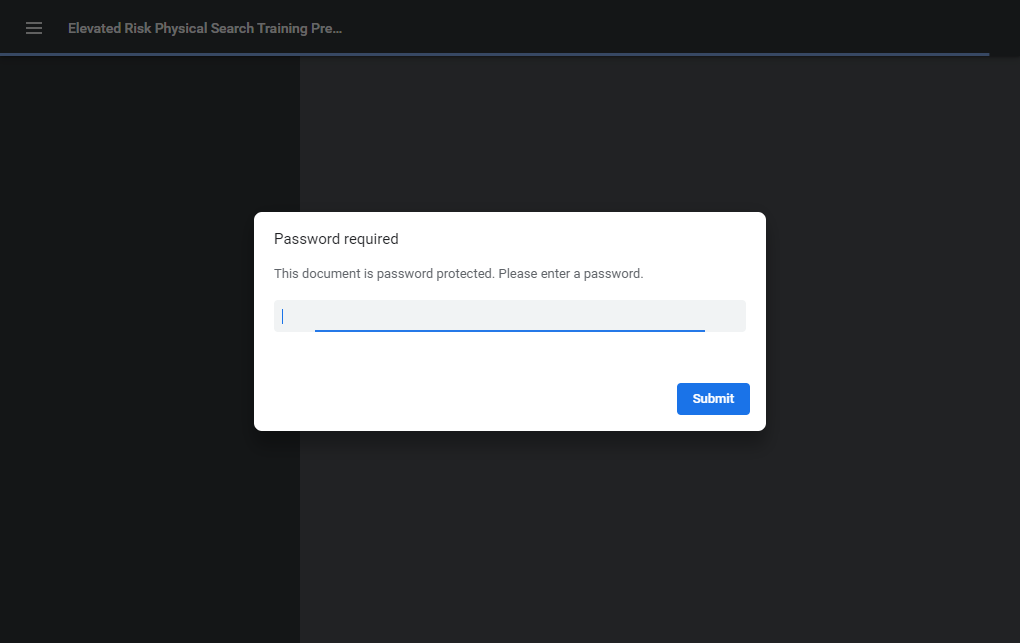 Elevated Risk Physical Search Training Pre...
Password required
This document is password protected. Please enter a password.
Submit